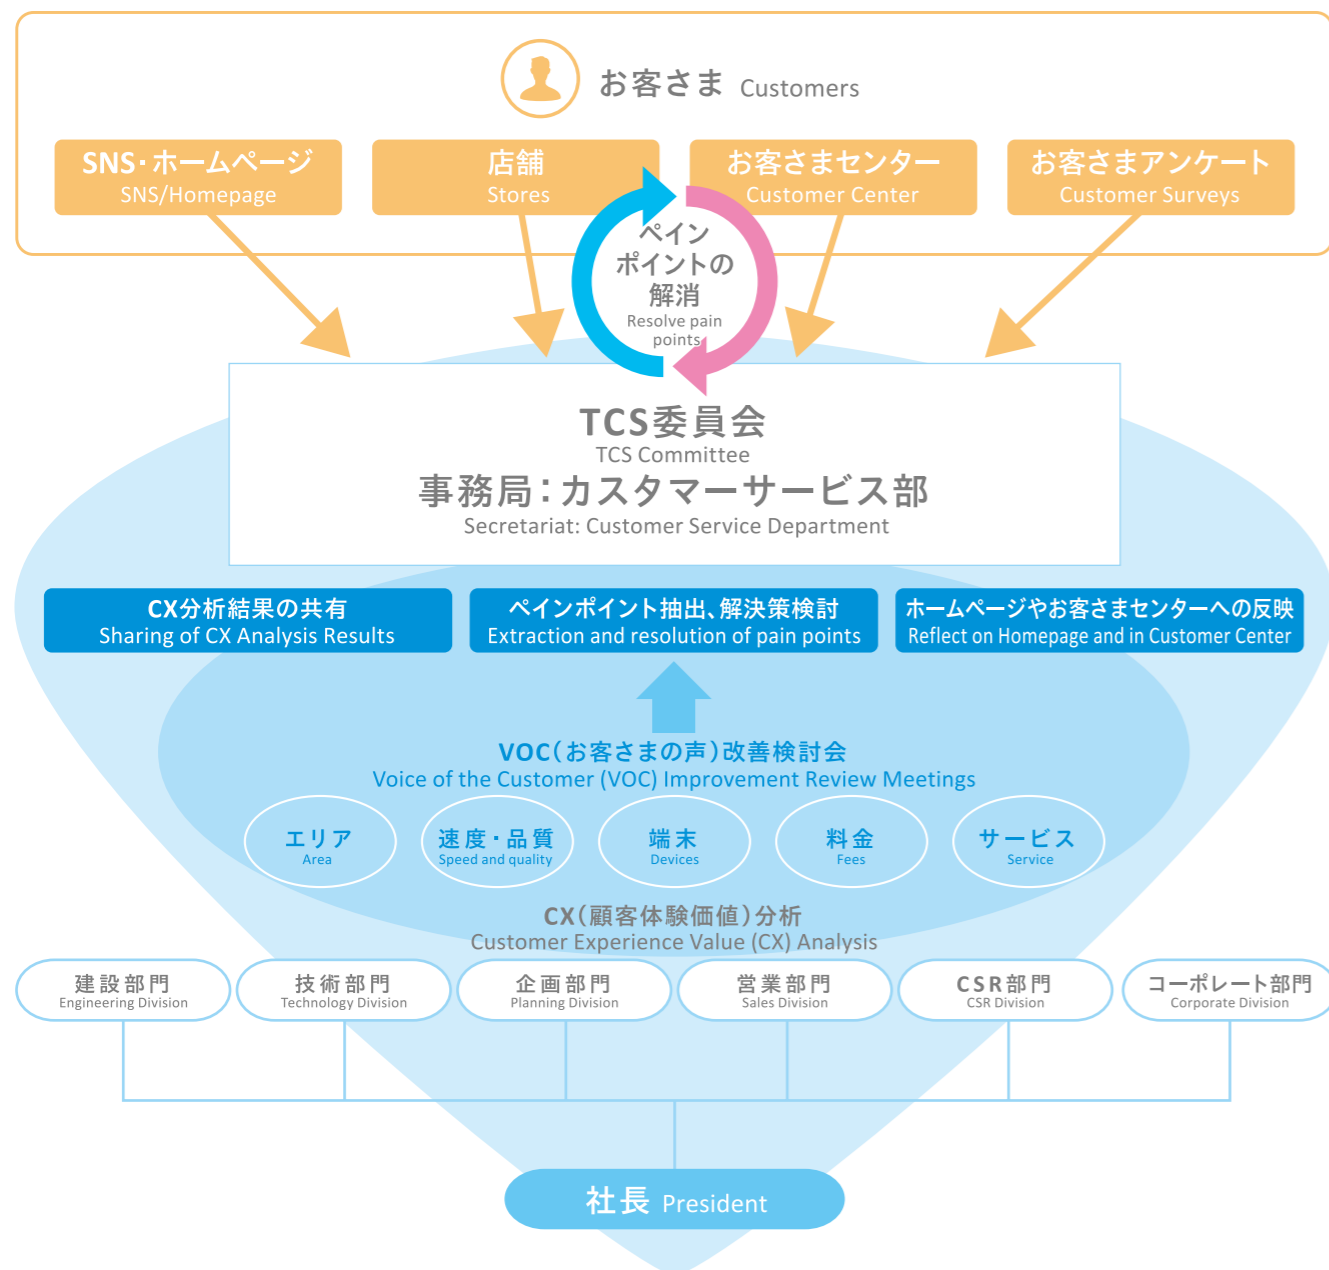 お客さま Customers
SNS・ホームページ
SNS/Homepage
店舗
Stores
お客さまセンター
Customer Center
お客さまアンケート
Customer Surveys
ペイン
ポイントの
解消
Resolve pain
points
TCS委員会
TCS Committee
事務局：カスタマーサービス部
Secretariat: Customer Service Department
CX分析結果の共有
Sharing of CX Analysis Results
ペインポイント抽出、解決策検討
Extraction and resolution of pain points
ホームページやお客さまセンターへの反映
Reflect on Homepage and in Customer Center
VOC（お客さまの声）改善検討会
Voice of the Customer (VOC) Improvement Review Meetings
エリア
Area
速度・品質
Speed and quality
端末
Devices
料金
Fees
サービス
Service
CX（顧客体験価値）分析
Customer Experience Value (CX) Analysis
建設部門
Engineering Division
技術部門
Technology Division
企画部門
Planning Division
営業部門
Sales Division
CSR部門
CSR Division
コーポレート部門
Corporate Division
社長 President